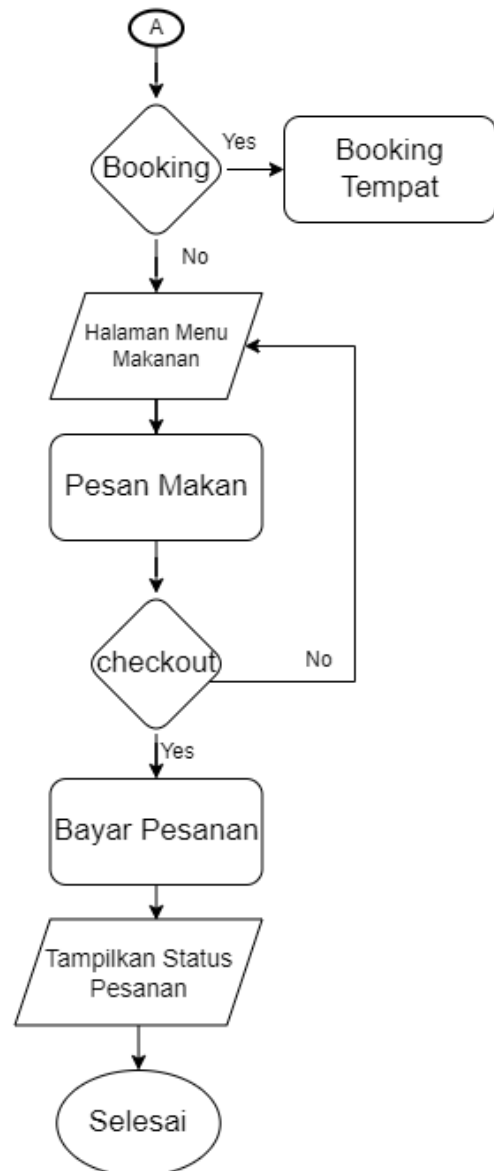 A
Booking
Yes
Booking
Tempat
No
Halaman Menu
Makanan
Pesan Makan
checkout
No
Yes
Bayar Pesanan
Tampilkan Status
Pesanan
Selesai